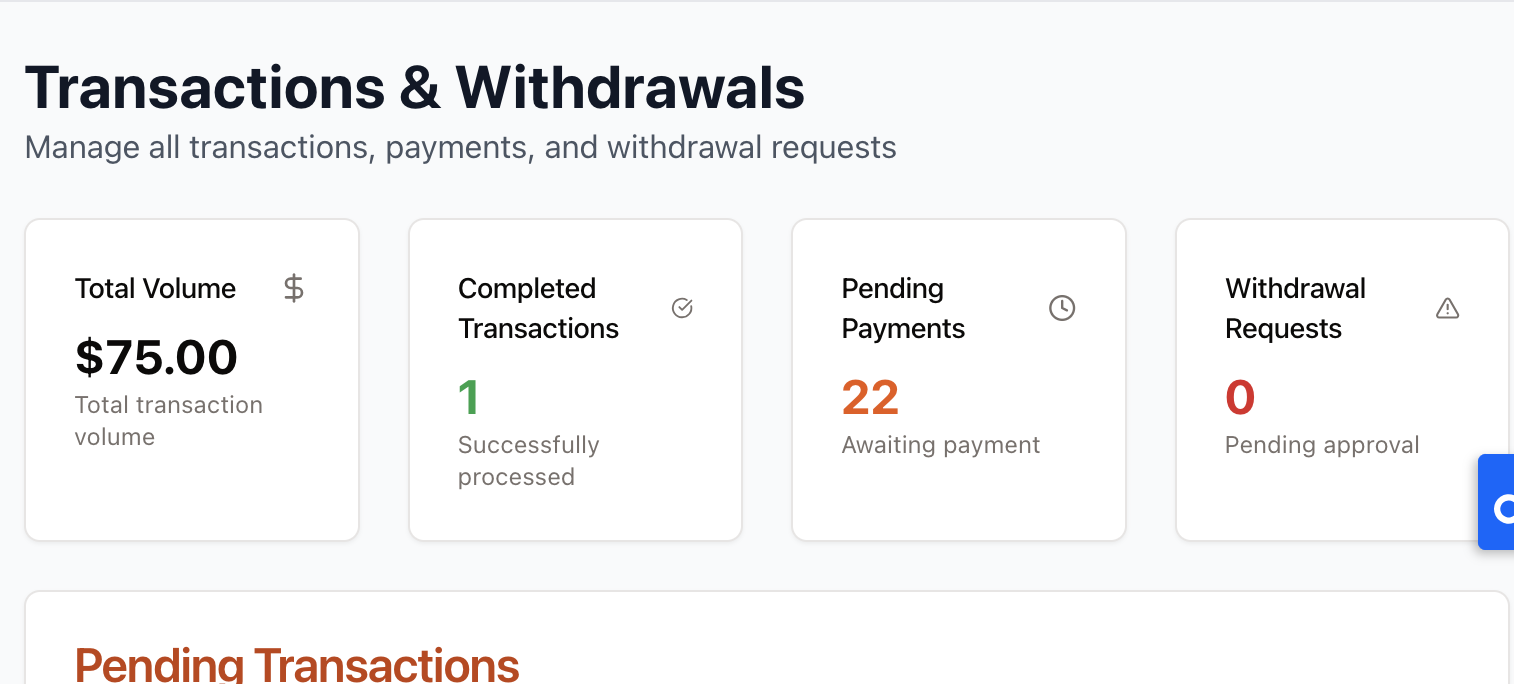 Transactions & Withdrawals
Manage all transactions, payments, and withdrawal requests
Total Volume
$75.00
Total transaction
volume
Completed
Transactions
1
Successfully
processed
Pending
Payments
22
Awaiting payment
Withdrawal
Requests
0
Pending approval
Pending Transactions